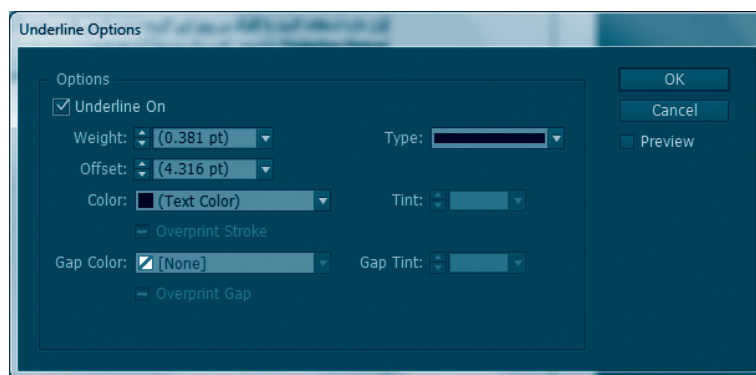 Underline Options
Options
Underline On
OK
Cancel
Preview
Weight: (0.381 pt)
Type:
Offset: (4.316 pt)
Color: (Text Color)
Tint:
Overprint Stroke
Gap Color: [None]
Gap Tint:
Overprint Gap